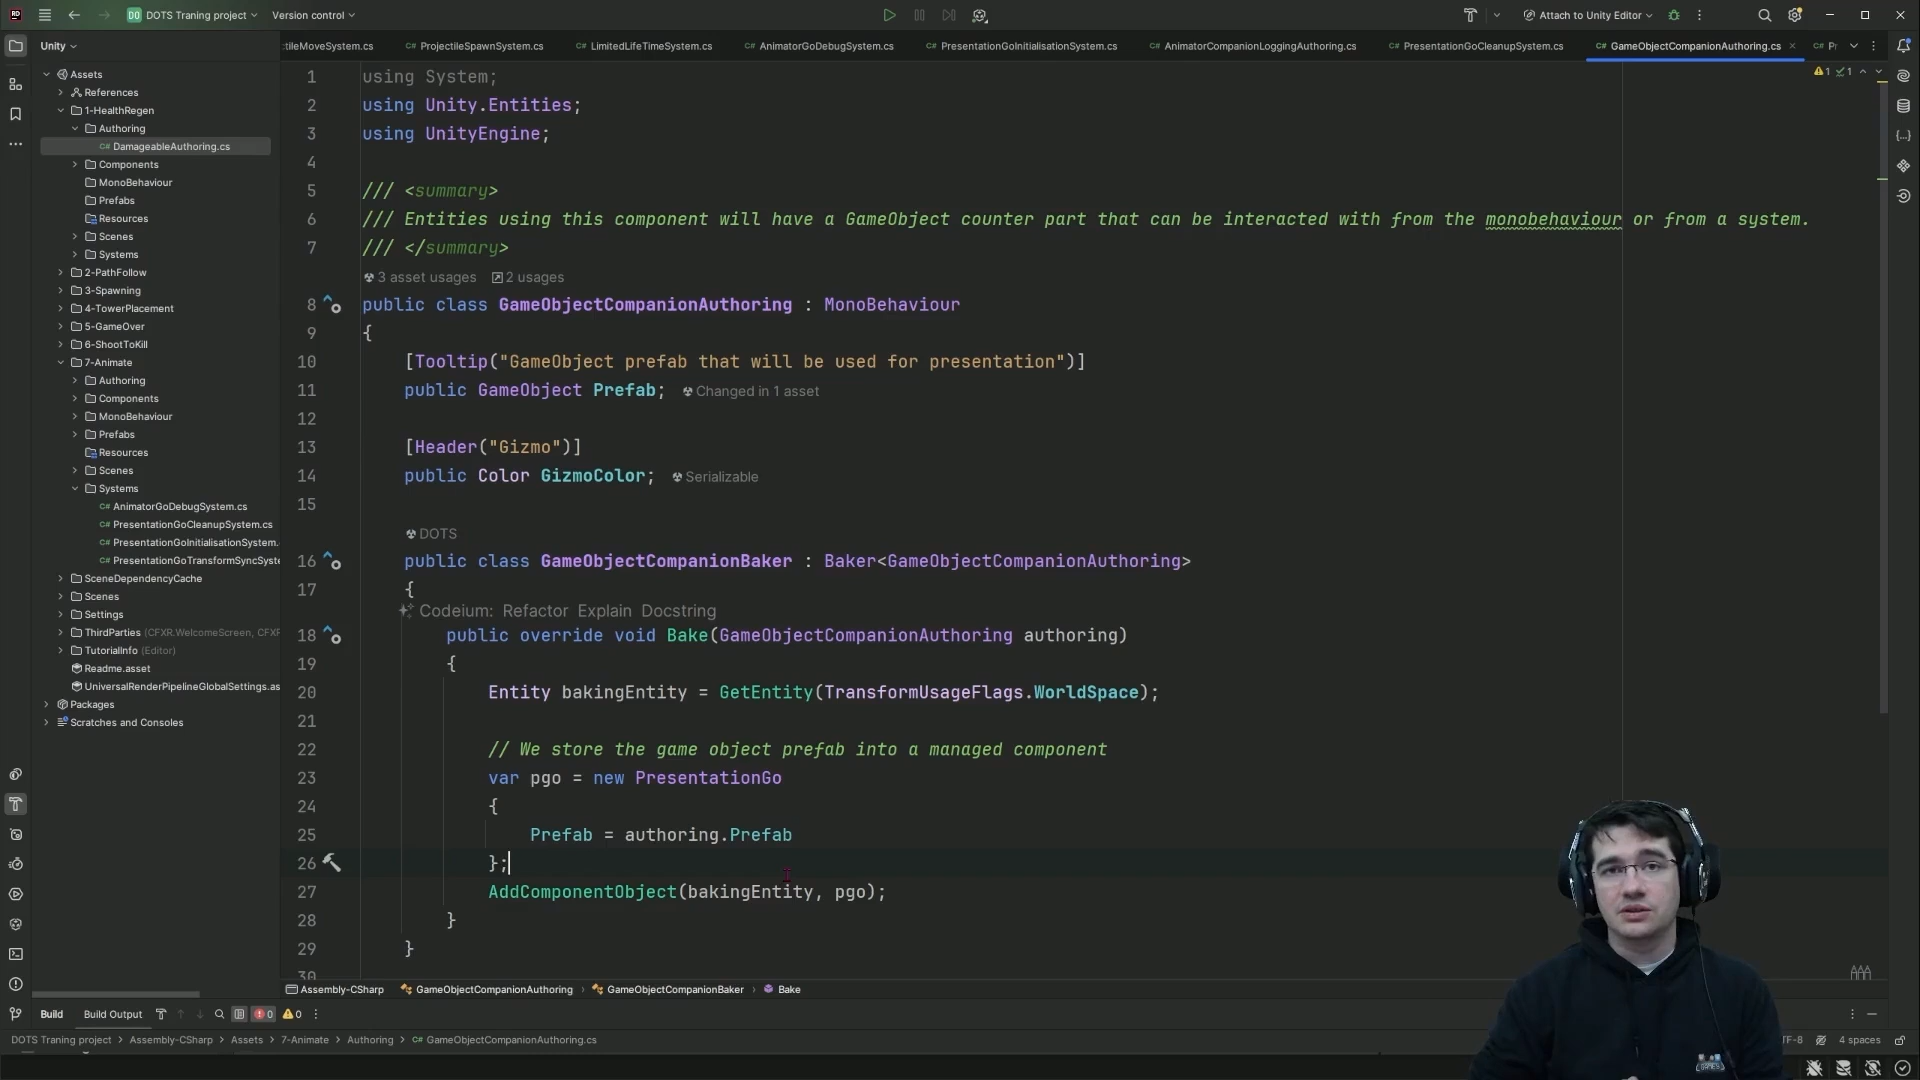 DO DOTS Traning project Version control Attach to Unity Editor
Unity
:tileMoveSystem.cs C# ProjectileSpawnSystem.cs C# LimitedLifeTimeSystem.cs C# AnimatorGoDebugSystem.cs C# PresentationGoInitialisationSystem.cs C# AnimatorCompanionLoggingAuthoring.cs C# PresentationGoCleanupSystem.cs C# GameObjectCompanionAuthoring.cs C#
Assets
References
1-HealthRegen
Authoring
C# DamageableAuthoring.cs
Components
MonoBehaviour
Prefabs
Resources
Scenes
Systems
2-PathFollow
3-Spawning
4-TowerPlacement
5-GameOver
6-ShootToKill
7-Animate
Authoring
Components
MonoBehaviour
Prefabs
Resources
Scenes
Systems
C# AnimatorGoDebugSystem.cs
C# PresentationGoCleanupSystem.cs
C# PresentationGoInitialisationSystem.
C# PresentationGoTransformSyncSyste
SceneDependencyCache
Scenes
Settings
ThirdParties (CFXR.WelcomeScreen, CFXR
TutorialInfo (Editor)
Readme.asset
UniversalRenderPipelineGlobalSettings.as
Packages
Scratches and Consoles
1 1
1 using System;
2 using Unity.Entities;
3 using UnityEngine;
4
5 /// <summary>
6 /// Entities using this component will have a GameObject counter part that can be interacted with from the monobehaviour or from a system.
7 /// </summary>
3 asset usages 2 usages
8 public class GameObjectCompanionAuthoring : MonoBehaviour
9 {
10 [Tooltip("GameObject prefab that will be used for presentation")]
11 public GameObject Prefab; Changed in 1 asset
12
13 [Header("Gizmo")]
14 public Color GizmoColor; Serializable
15
DOTS
16 public class GameObjectCompanionBaker : Baker<GameObjectCompanionAuthoring>
17 {
Codeium: Refactor Explain Docstring
18 public override void Bake(GameObjectCompanionAuthoring authoring)
19 {
20 Entity bakingEntity = GetEntity(TransformUsageFlags.WorldSpace);
21
22 // We store the game object prefab into a managed component
23 var pgo = new PresentationGo
24 {
25 Prefab = authoring.Prefab
26 };
27 AddComponentObject(bakingEntity, pgo);
28 }
29 }
30
Assembly-CSharp GameObjectCompanionAuthoring GameObjectCompanionBaker Bake
Build Build Output 0 0
DOTS Traning project Assembly-CSharp Assets 7-Animate Authoring C# GameObjectCompanionAuthoring.cs TF-8 4 spaces